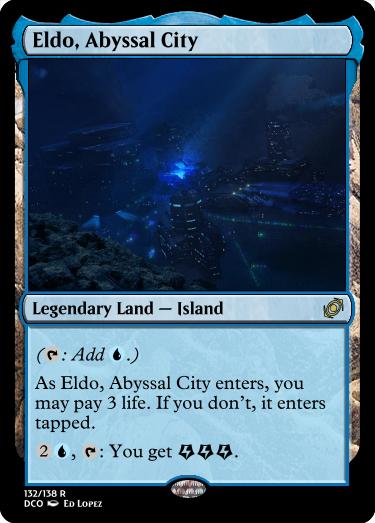 Eldo, Abyssal City
Legendary Land — Island
(: Add .)
As Eldo, Abyssal City enters, you
may pay 3 life. If you don't, it enters
tapped.
2 , : You get .
132/138 R
DCO Ed Lopez